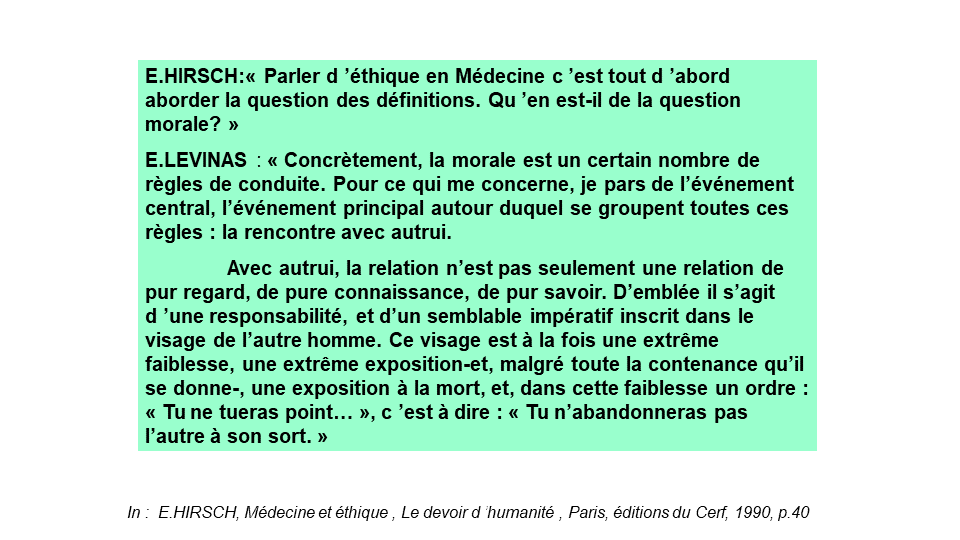 E.HIRSCH:« Parler d ’éthique en Médecine c ’est tout d ’abord
aborder la question des définitions. Qu ’en est-il de la question
morale? »
E.LEVINAS : « Concrètement, la morale est un certain nombre de
règles de conduite. Pour ce qui me concerne, je pars de l’événement
central, l’événement principal autour duquel se groupent toutes ces
règles : la rencontre avec autrui.
Avec autrui, la relation n’est pas seulement une relation de
pur regard, de pure connaissance, de pur savoir. D’emblée il s’agit
d ’une responsabilité, et d’un semblable impératif inscrit dans le
visage de l’autre homme. Ce visage est à la fois une extrême
faiblesse, une extrême exposition-et, malgré toute la contenance qu’il
se donne-, une exposition à la mort, et, dans cette faiblesse un ordre :
« Tu ne tueras point… », c ’est à dire : « Tu n’abandonneras pas
l’autre à son sort. »
In : E.HIRSCH, Médecine et éthique , Le devoir d ’humanité , Paris, éditions du Cerf, 1990, p.40